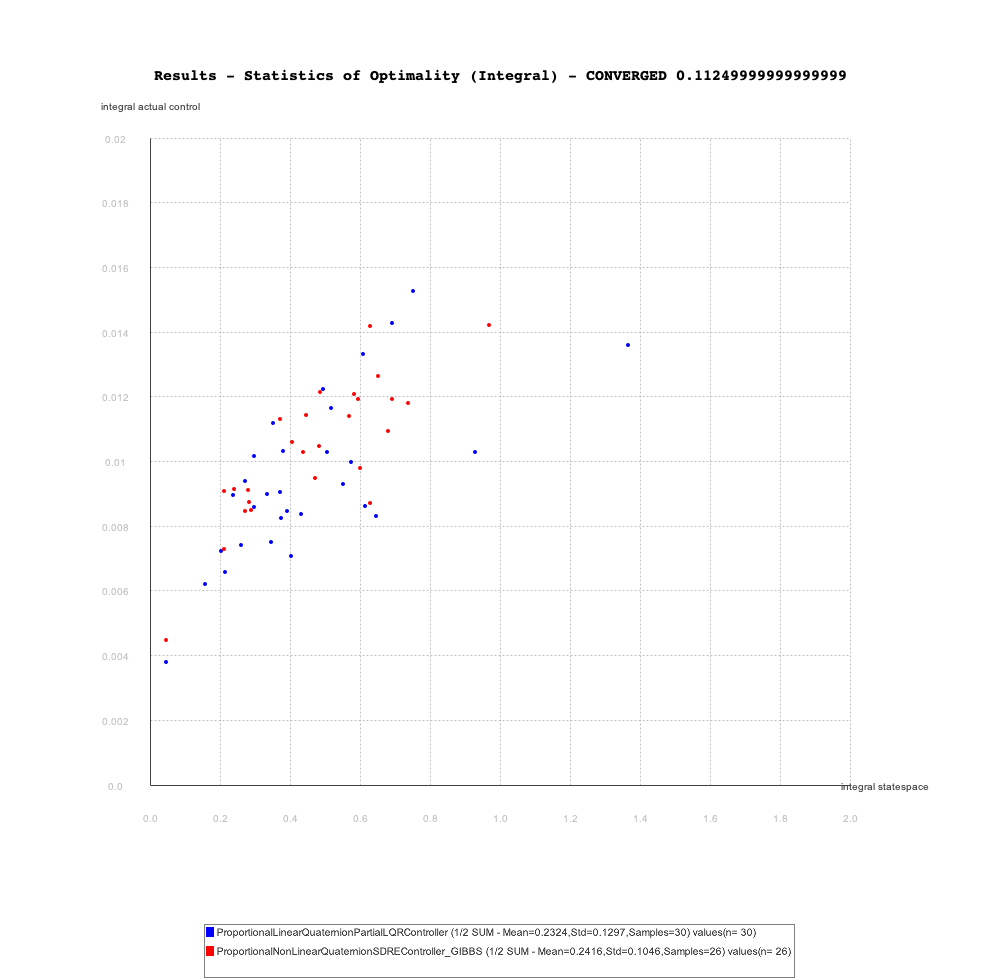 Results - Statistics of Optimality (Integral) - CONVERGED 0.11249999999999999
integral actual control
0.02
0.018
0.016
0.014
0.012
0.01
0.008
0.006
0.004
0.002
0.0
integral statespace
0.0 0.2 0.4 0.6 0.8 1.0 1.2 1.4 1.6 1.8 2.0
ProportionalLinearQuaternionPartialLQRController (1/2 SUM - Mean=0.2324,Std=0.1297,Samples=30) values(n= 30)
ProportionalNonLinearQuaternionSDREController_GIBBS (1/2 SUM - Mean=0.2416,Std=0.1046,Samples=26) values(n= 26)